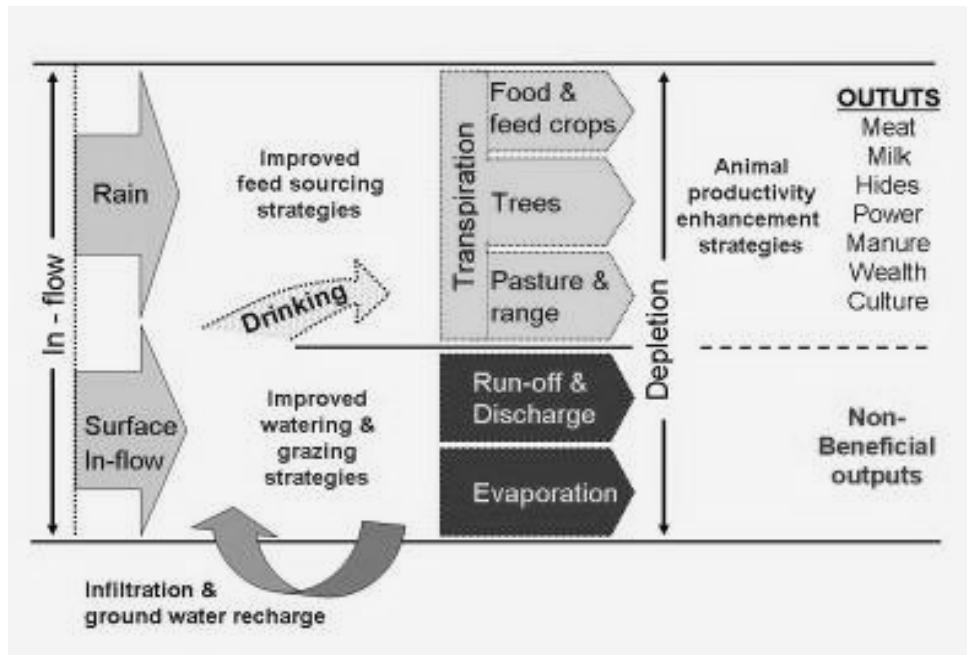 In - flow
Rain
Surface
In-flow
Improved
feed sourcing
strategies
Drinking
Improved
watering &
grazing
strategies
Infiltration &
ground water recharge
Transpiration
Food &
feed crops
Trees
Pasture &
range
Run-off &
Discharge
Evaporation
Depletion
Animal
productivity
enhancement
strategies
OUTUTS
Meat
Milk
Hides
Power
Manure
Wealth
Culture
Non-
Beneficial
outputs